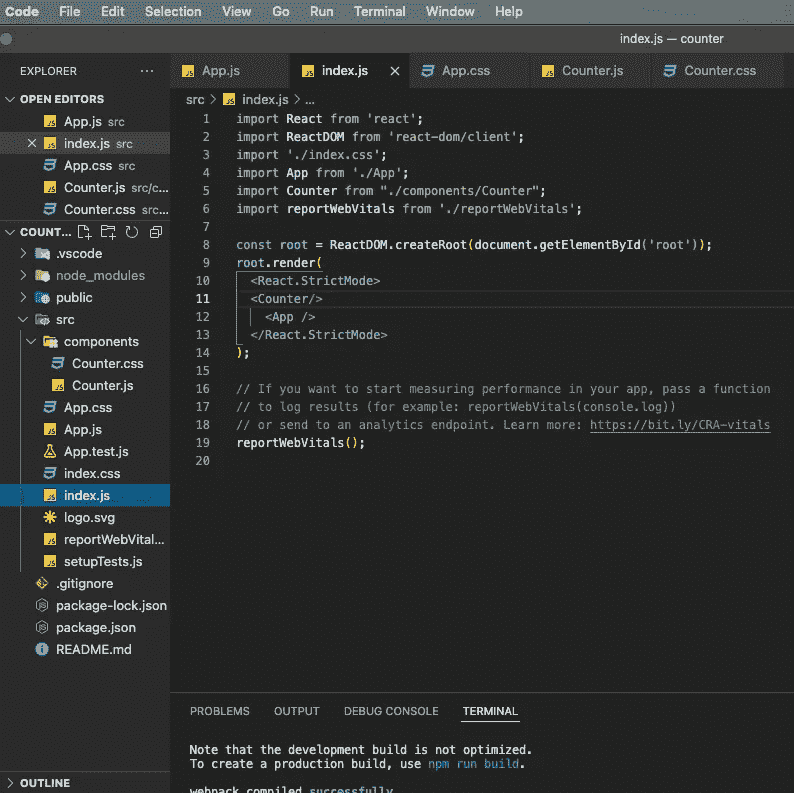 Code File Edit Selection View Go Run Terminal Window Help
index.js — counter
EXPLORER ...
App.js
index.js
App.css
Counter.js
Counter.css
OPEN EDITORS
App.js src
index.js src
App.css src
Counter.js src/c...
Counter.css src...
COUNT...
.vscode
node_modules
public
src
components
Counter.css
Counter.js
App.css
App.js
App.test.js
index.css
index.js
logo.svg
reportWebVital...
setupTests.js
.gitignore
package-lock.json
package.json
README.md
OUTLINE
src > index.js > ...
1 import React from 'react';
2 import ReactDOM from 'react-dom/client';
3 import './index.css';
4 import App from './App';
5 import Counter from "./components/Counter";
6 import reportWebVitals from './reportWebVitals';
7
8 const root = ReactDOM.createRoot(document.getElementById('root'));
9 root.render(
10 <React.StrictMode>
11 <Counter/>
12 <App />
13 </React.StrictMode>
14 );
15
16 // If you want to start measuring performance in your app, pass a function
17 // to log results (for example: reportWebVitals(console.log))
18 // or send to an analytics endpoint. Learn more: https://bit.ly/CRA-vitals
19 reportWebVitals();
20
PROBLEMS OUTPUT DEBUG CONSOLE TERMINAL
Note that the development build is not optimized.
To create a production build, use npm run build.
webpack compiled successfully